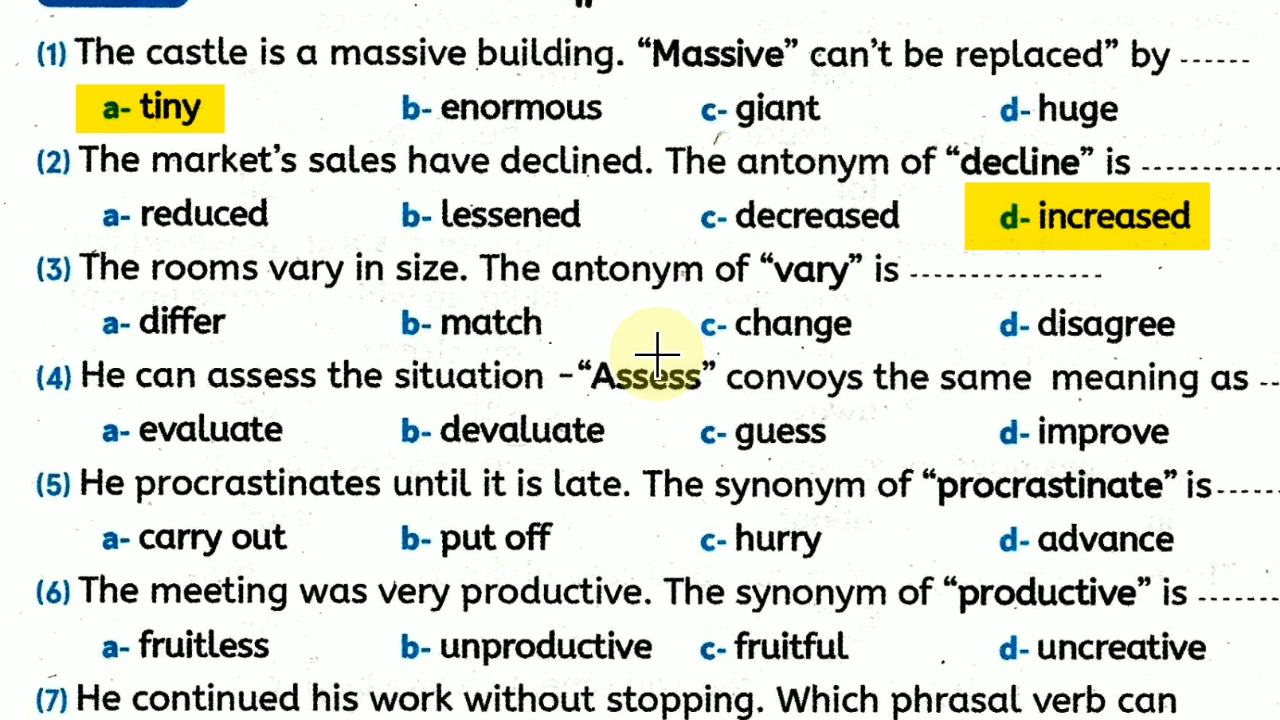 (1) The castle is a massive building. “Massive” can’t be replaced” by ------
a- tiny b- enormous c- giant d- huge
(2) The market’s sales have declined. The antonym of “decline” is ------------
a- reduced b- lessened c- decreased d- increased
(3) The rooms vary in size. The antonym of “vary” is ----------------
a- differ b- match c- change d- disagree
(4) He can assess the situation -“Assess” convoys the same meaning as --
a- evaluate b- devaluate c- guess d- improve
(5) He procrastinates until it is late. The synonym of “procrastinate” is -----
a- carry out b- put off c- hurry d- advance
(6) The meeting was very productive. The synonym of “productive” is -------
a- fruitless b- unproductive c- fruitful d- uncreative
(7) He continued his work without stopping. Which phrasal verb can